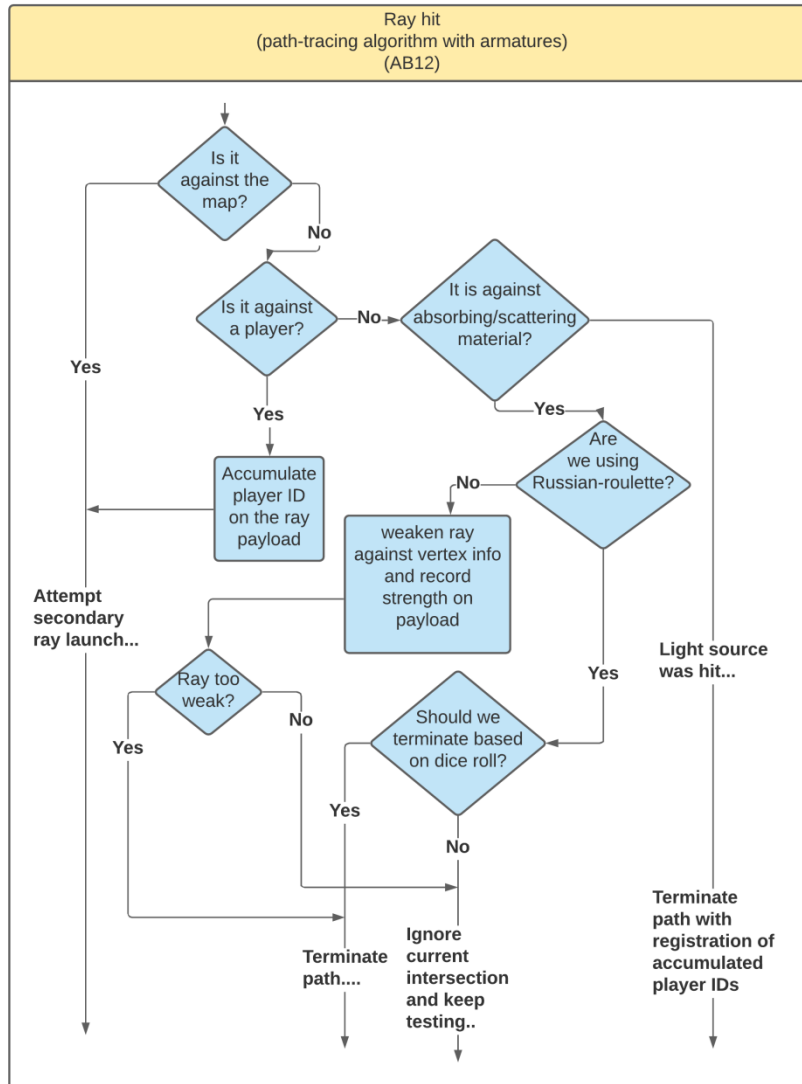 Ray hit
(path-tracing algorithm with armatures)
(AB12)
Is it
against the
map?
No
Is it against
a player?
No
It is against
absorbing/scattering
material?
Yes
Yes
Yes
Are
we using
Russian-roulette?
No
Accumulate
player ID
on the ray
payload
weaken ray
against vertex info
and record
strength on
payload
Attempt
secondary
ray launch...
Light source
was hit...
Yes
Ray too
weak?
No
Yes
Should we
terminate based
on dice roll?
Yes
No
Terminate
path....
Ignore
current
intersection
and keep
testing..
Terminate
path with
registration of
accumulated
player IDs